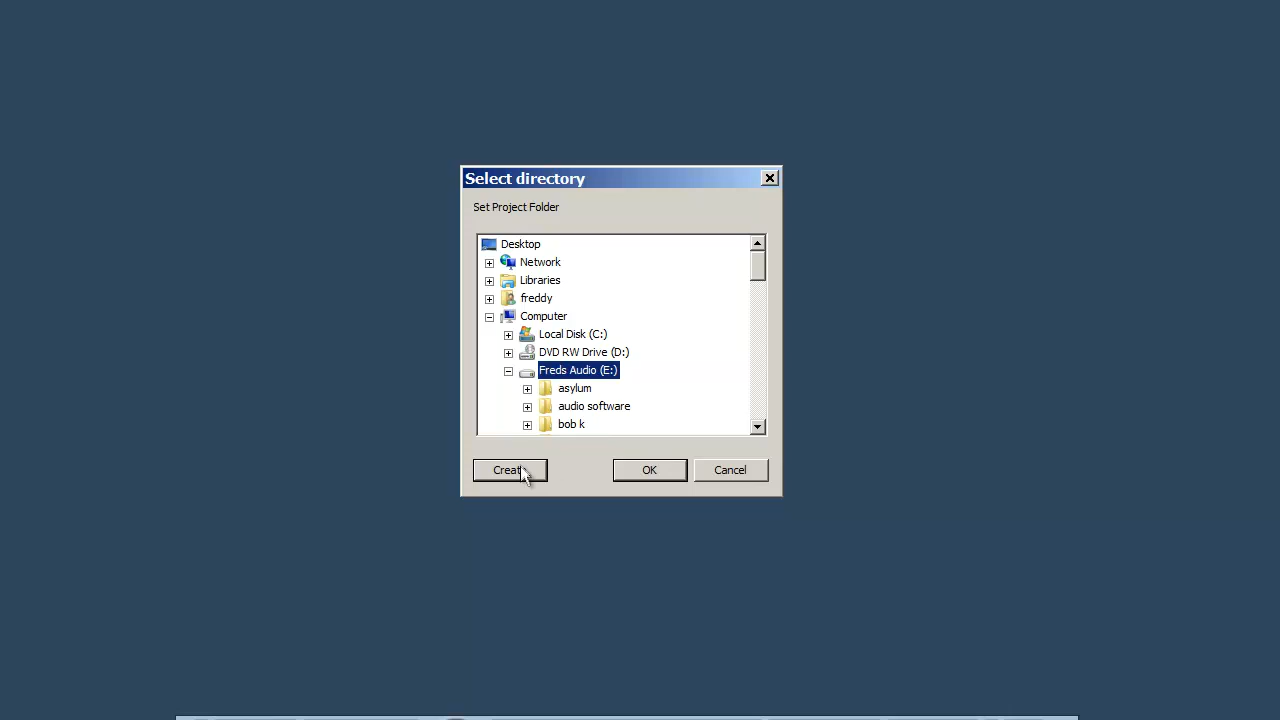 Select directory
Set Project Folder
Desktop
Network
Libraries
freddy
Computer
Local Disk (C:)
DVD RW Drive (D:)
Freds Audio (E:)
asylum
audio software
bob k
Create
OK
Cancel